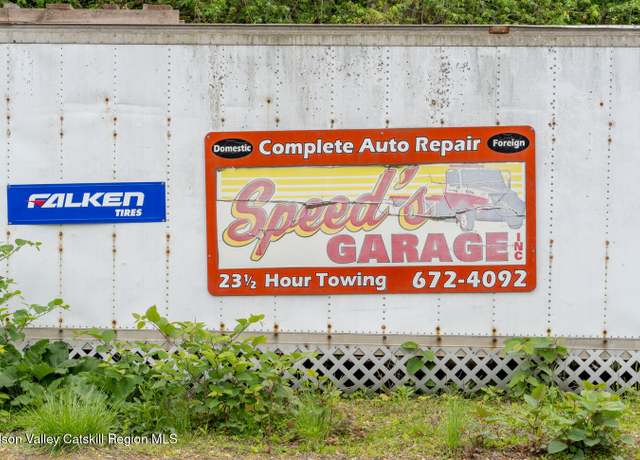 FALKEN
TIRES
Domestic
Complete Auto Repair
Foreign
Speed's
GARAGE INC
23½ Hour Towing
672-4092
lson Valley Catskill Region MLS